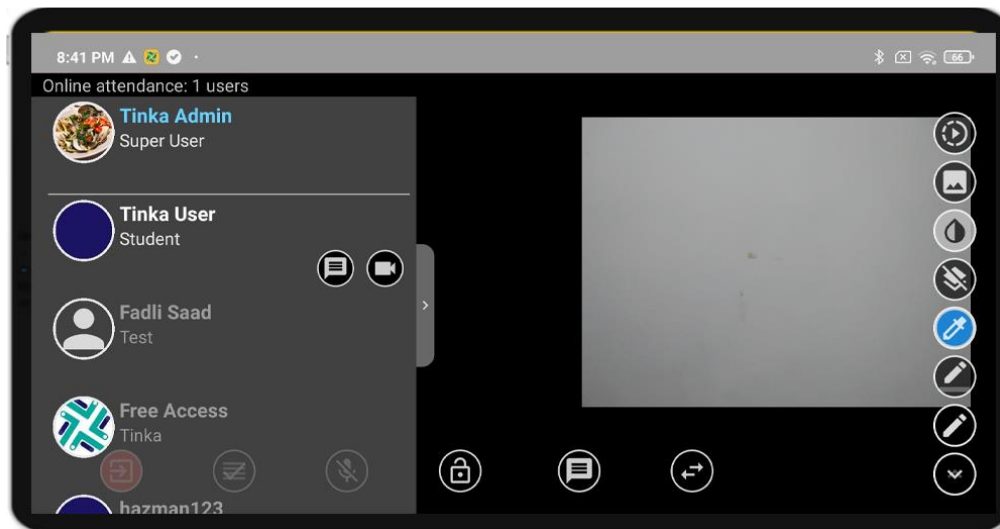 8:41 PM
66
Online attendance: 1 users
Tinka Admin
Super User
Tinka User
Student
Fadli Saad
Test
Free Access
Tinka
hazman123